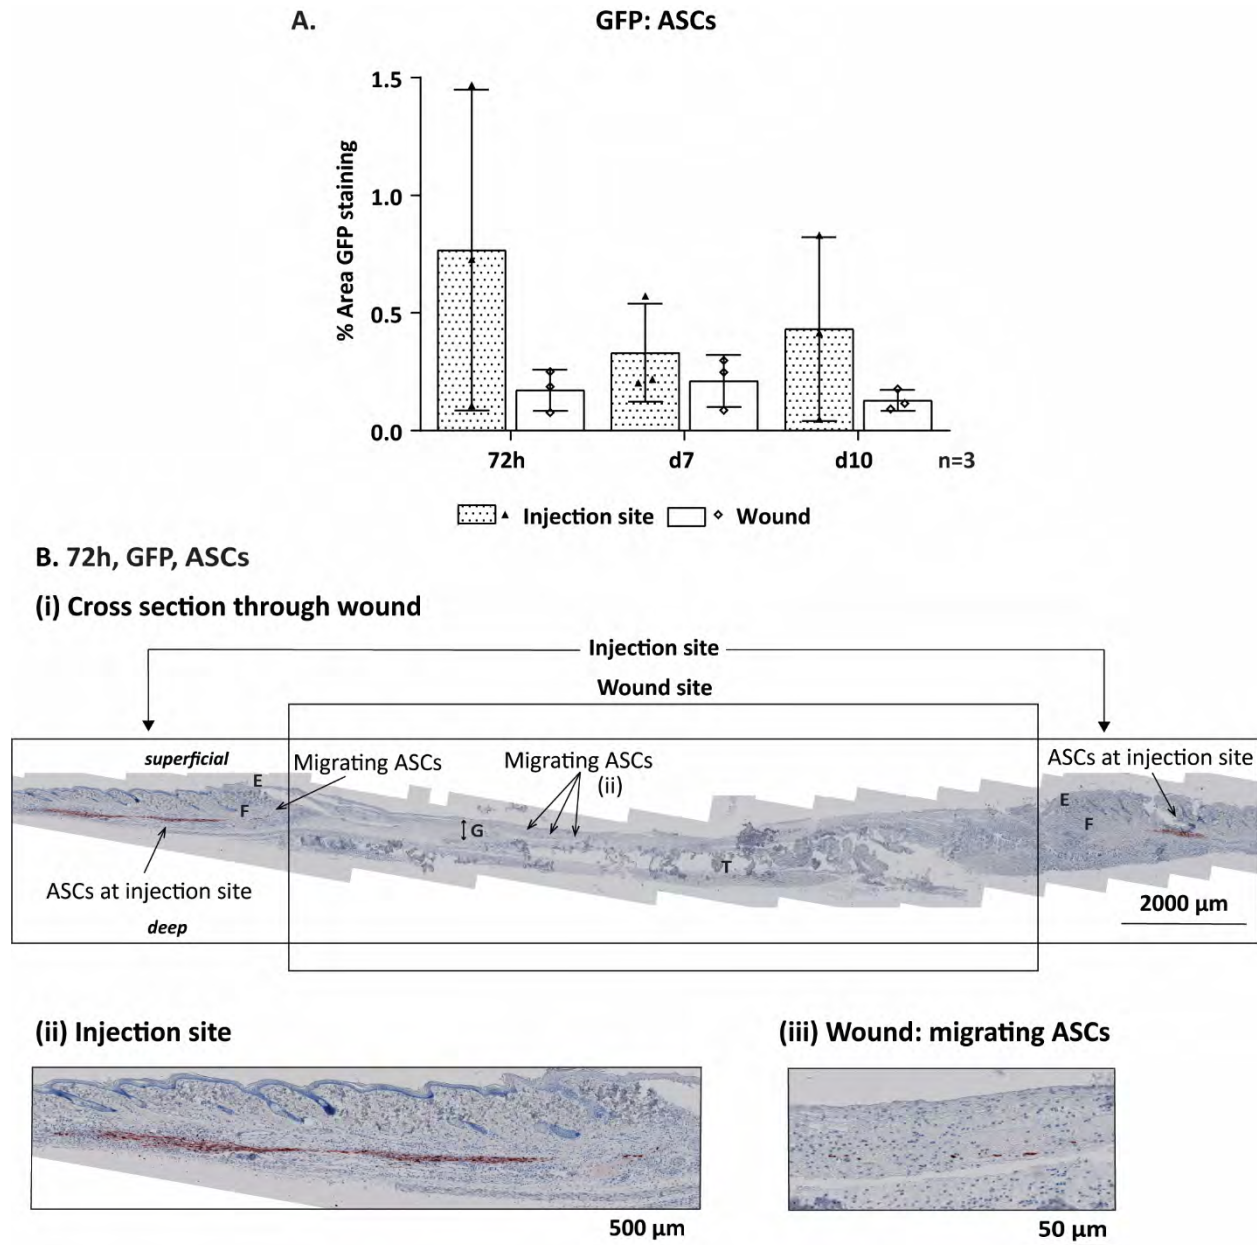 A.
GFP: ASCs
% Area GFP staining
1.5
1.0
0.5
0.0
72h
d7
d10
n=3
Injection site
Wound
B. 72h, GFP, ASCs
(i) Cross section through wound
Injection site
Wound site
superficial
Migrating ASCs
Migrating ASCs
(ii)
ASCs at injection site
E
F
G
T
E
F
ASCs at injection site
deep
2000 µm
(ii) Injection site
(iii) Wound: migrating ASCs
500 µm
50 µm